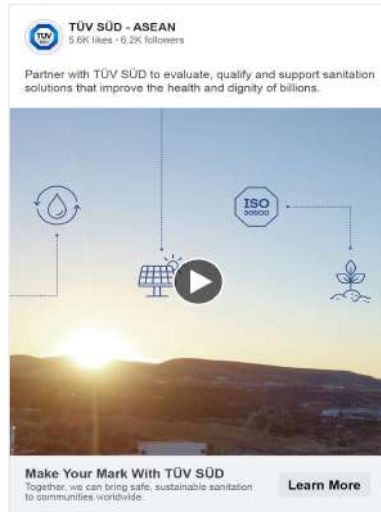 TÜV SÜD - ASEAN
5.6K likes • 6.2K followers
Partner with TÜV SÜD to evaluate, qualify and support sanitation
solutions that improve the health and dignity of billions.
ISO
30500
Make Your Mark With TÜV SÜD
Together, we can bring safe, sustainable sanitation
to communities worldwide.
Learn More